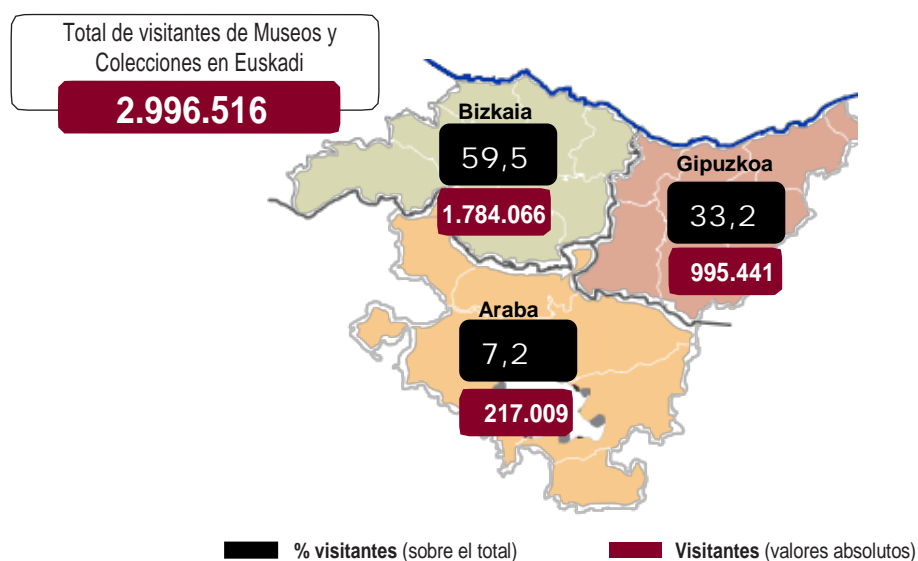 Total de visitantes de Museos y
Colecciones en Euskadi
2.996.516
Bizkaia
59,5
1.784.066
Gipuzkoa
33,2
995.441
Araba
7,2
217.009
% visitantes (sobre el total)
Visitantes (valores absolutos)